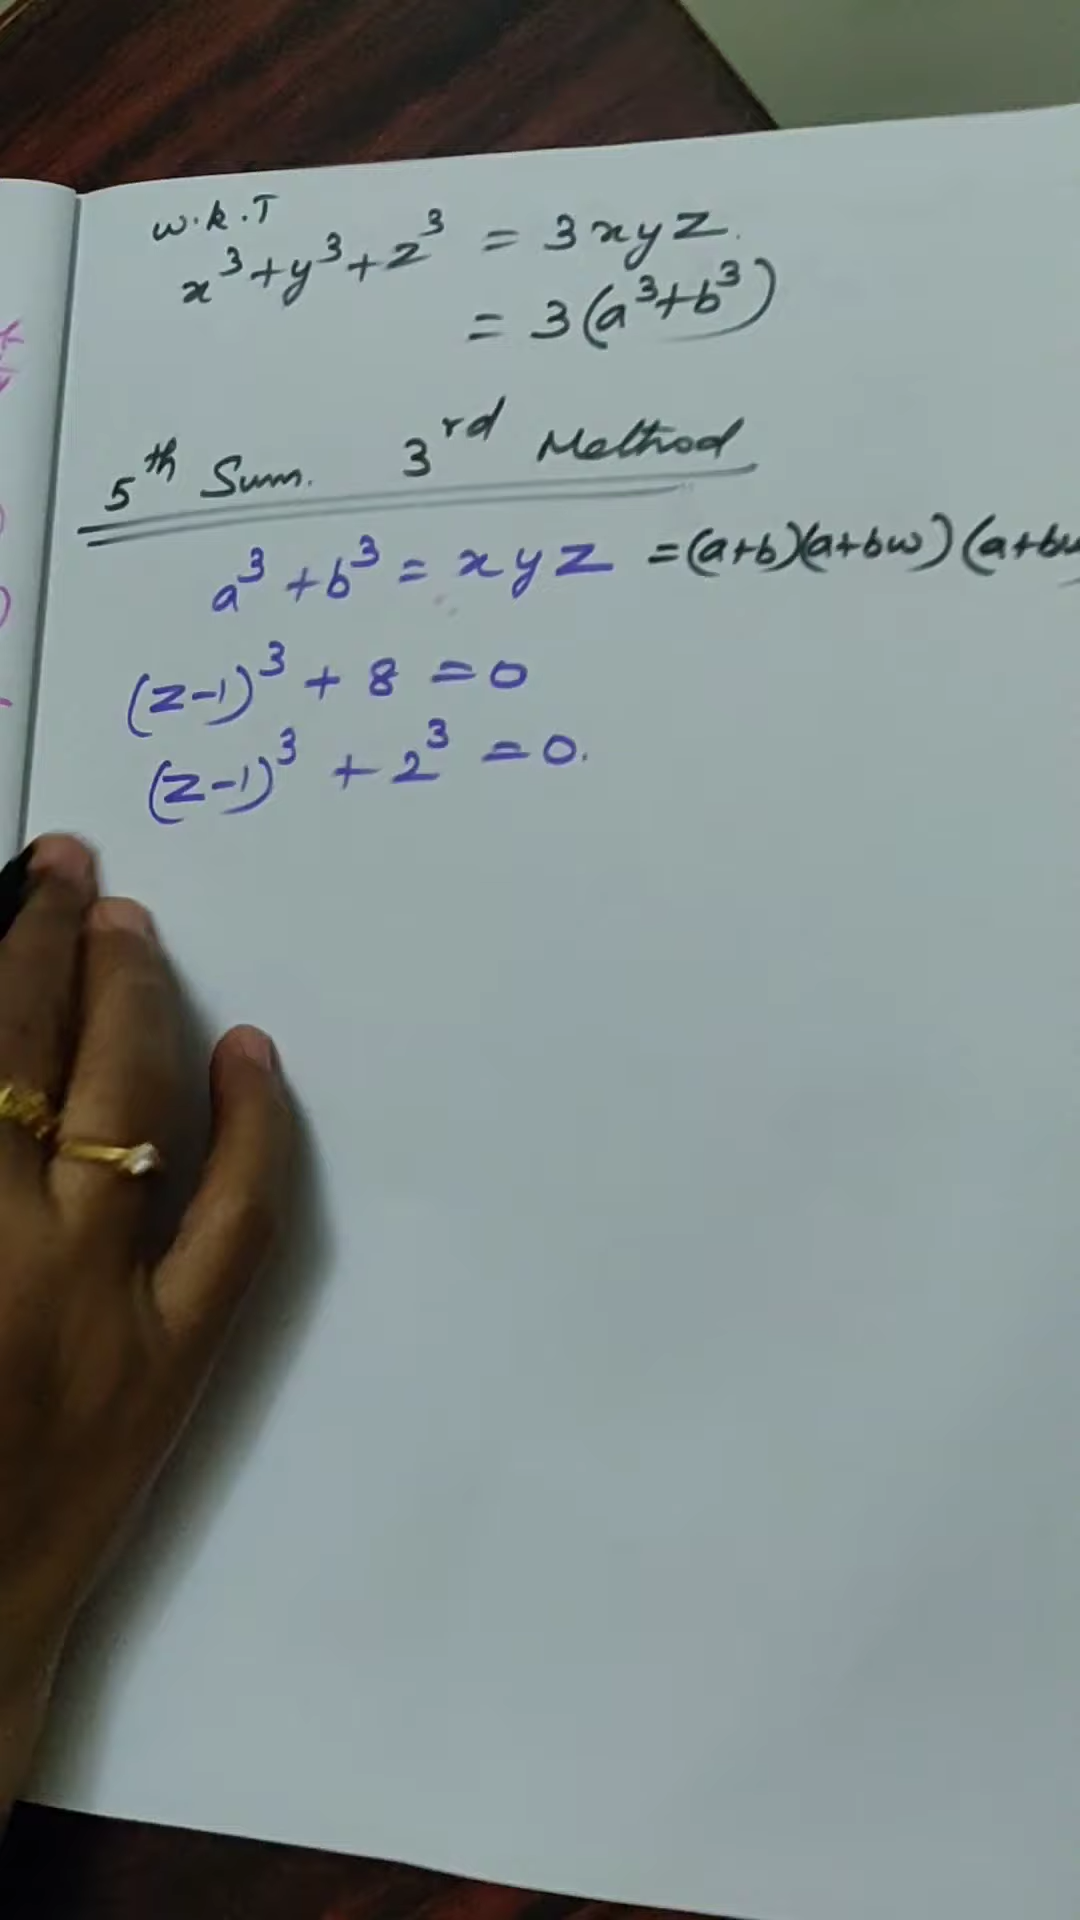 w.k.T
x³+y³+z³ = 3xyz.
= 3(a³+b³)
5th Sum. 3rd Method
a³ + b³ = xyz = (a+b)(a+bω)(a+bω
(z-1)³ + 8 = 0
(z-1)³ + 2³ = 0.